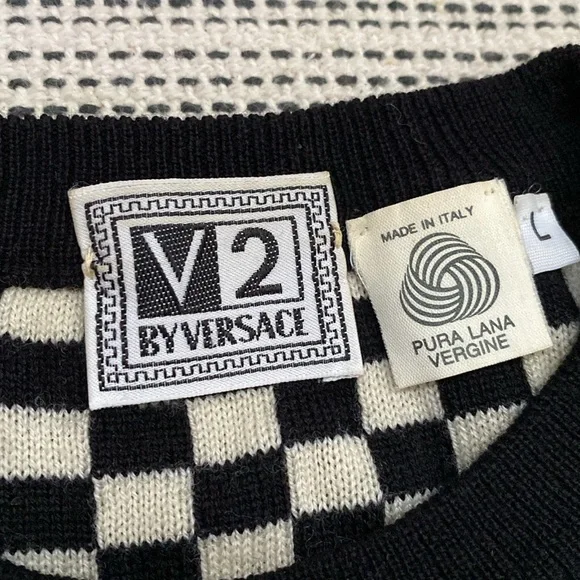 V2
BY VERSACE
MADE IN ITALY
PURA LANA
VERGINE
L